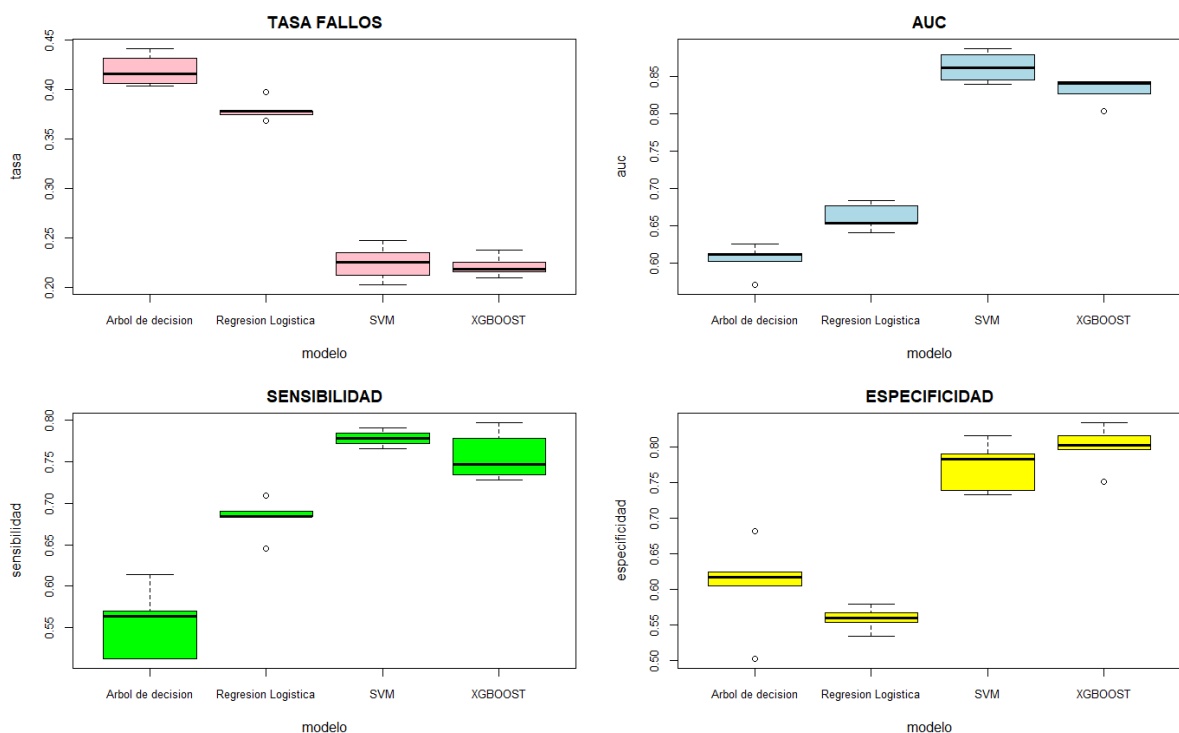 TASA FALLOS
tasa
0.45
0.40
0.35
0.30
0.25
0.20
Arbol de decision Regresion Logistica SVM XGBOOST
modelo
AUC
auc
0.85
0.80
0.75
0.70
0.65
0.60
Arbol de decision Regresion Logistica SVM XGBOOST
modelo
SENSIBILIDAD
sensibilidad
0.80
0.75
0.70
0.65
0.60
0.55
Arbol de decision Regresion Logistica SVM XGBOOST
modelo
ESPECIFICIDAD
especificidad
0.80
0.75
0.70
0.65
0.60
0.55
0.50
Arbol de decision Regresion Logistica SVM XGBOOST
modelo